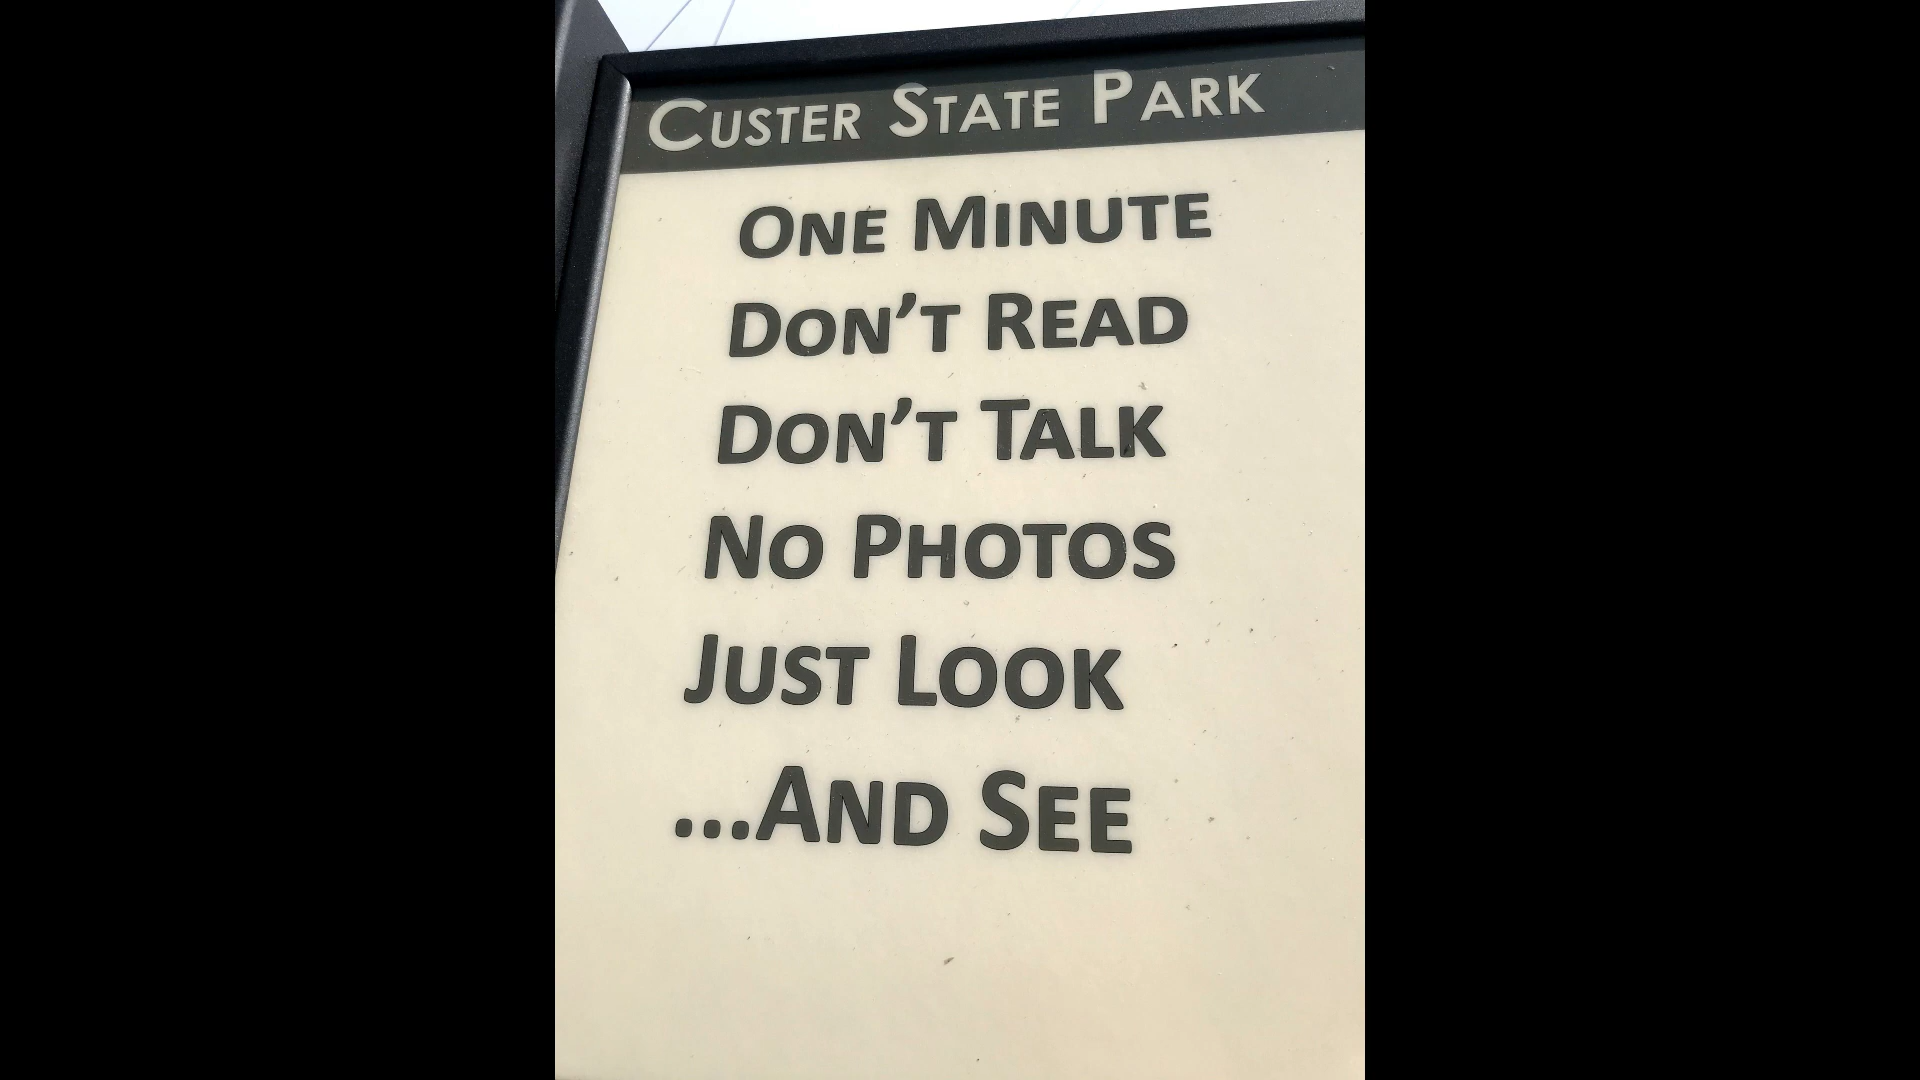 Custer State Park
One Minute
Don't Read
Don't Talk
No Photos
Just Look
...And See